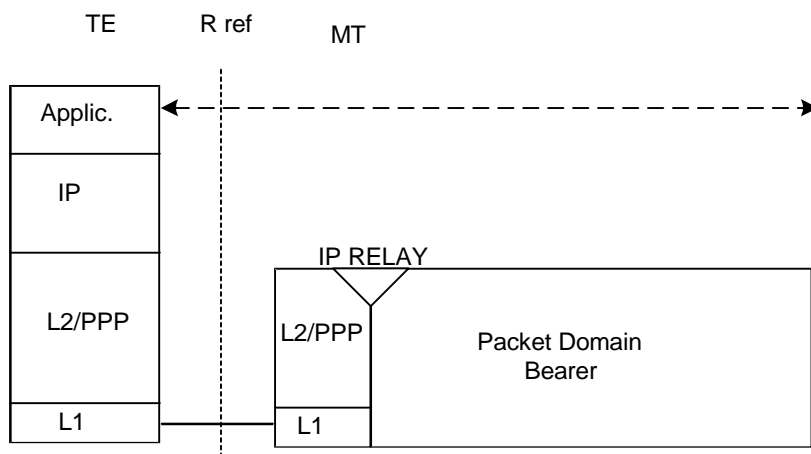 TE
R ref
MT
Applic.
IP
IP RELAY
L2/PPP
L2/PPP
Packet Domain
Bearer
L1
L1